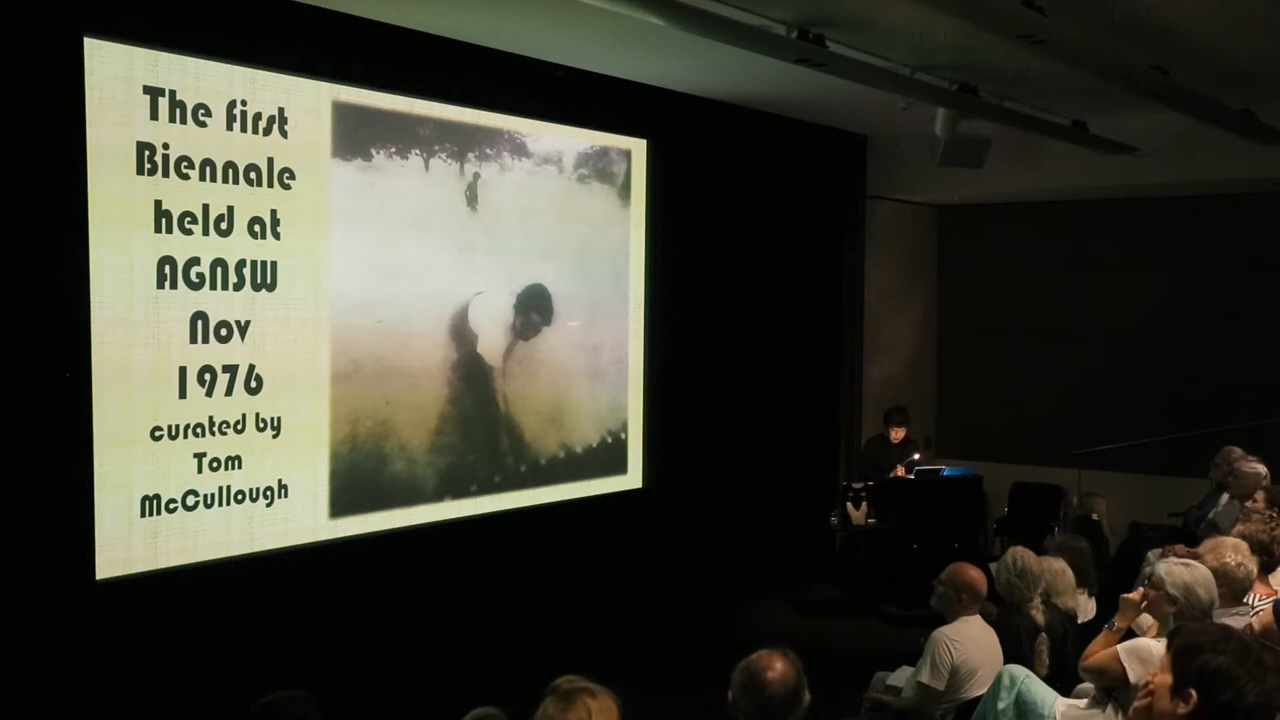 The first
Biennale
held at
AGNSW
Nov
1976
curated by
Tom
McCullough